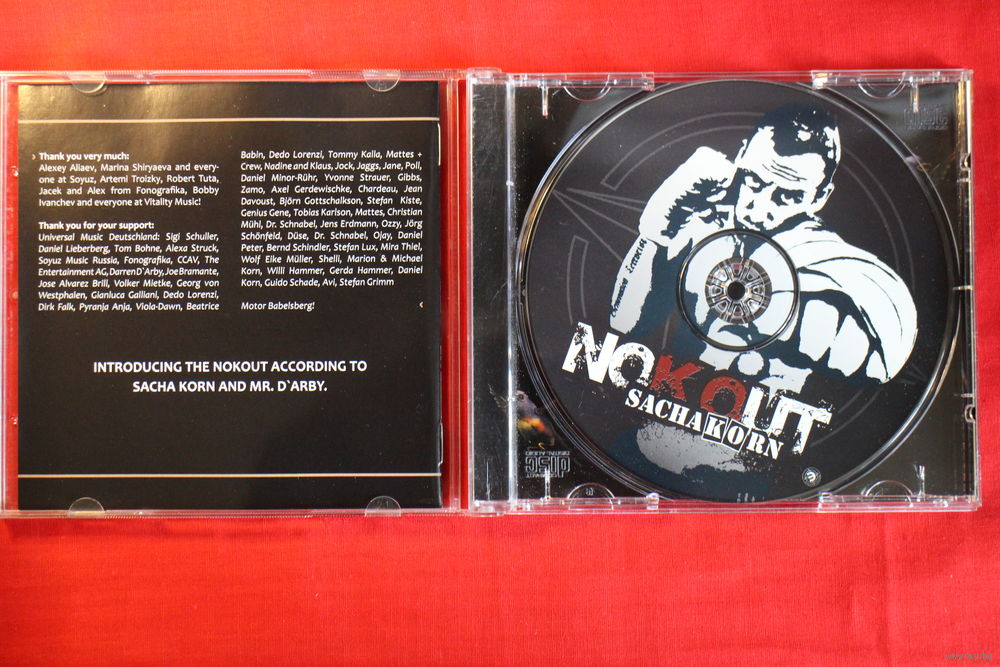 › Thank you very much:
Alexey Aliaev, Marina Shiryaeva and every-
one at Soyuz, Artemi Troizky, Robert Tuta,
Jacek and Alex from Fonografika, Bobby
Ivanchev and everyone at Vitality Music!
Thank you for your support:
Universal Music Deutschland: Sigi Schuller,
Daniel Lieberberg, Tom Bohne, Alexa Struck,
Soyuz Music Russia, Fonografika, CCAV, The
Entertainment AG, Darren D`Arby, Joe Bramante,
Jose Alvarez Brill, Volker Mietke, Georg von
Westphalen, Gianluca Galliani, Dedo Lorenzi,
Dirk Falk, Pyranja Anja, Viola-Dawn, Beatrice
Babin, Dedo Lorenzi, Tommy Kalla, Mattes +
Crew, Nadine and Klaus, Jock, Jaggs, Jane, Poll,
Daniel Minor-Rühr, Yvonne Strauer, Gibbs,
Zamo, Axel Gerdewischke, Chardeau, Jean
Davoust, Björn Gottschalkson, Stefan Kiste,
Genius Gene, Tobias Karlson, Mattes, Christian
Mühl, Dr. Schnabel, Jens Erdmann, Ozzy, Jörg
Schönfeld, Düse, Dr. Schnabel, Ojay, Daniel
Peter, Bernd Schindler, Stefan Lux, Mira Thiel,
Wolf Elke Müller, Shelli, Marion & Michael
Korn, Willi Hammer, Gerda Hammer, Daniel
Korn, Guido Schade, Avi, Stefan Grimm
Motor Babelsberg! ‹
INTRODUCING THE NOKOUT ACCORDING TO
SACHA KORN AND MR. D`ARBY.
NOKOUT
SACHAKORN
disc
DIGITAL AUDIO